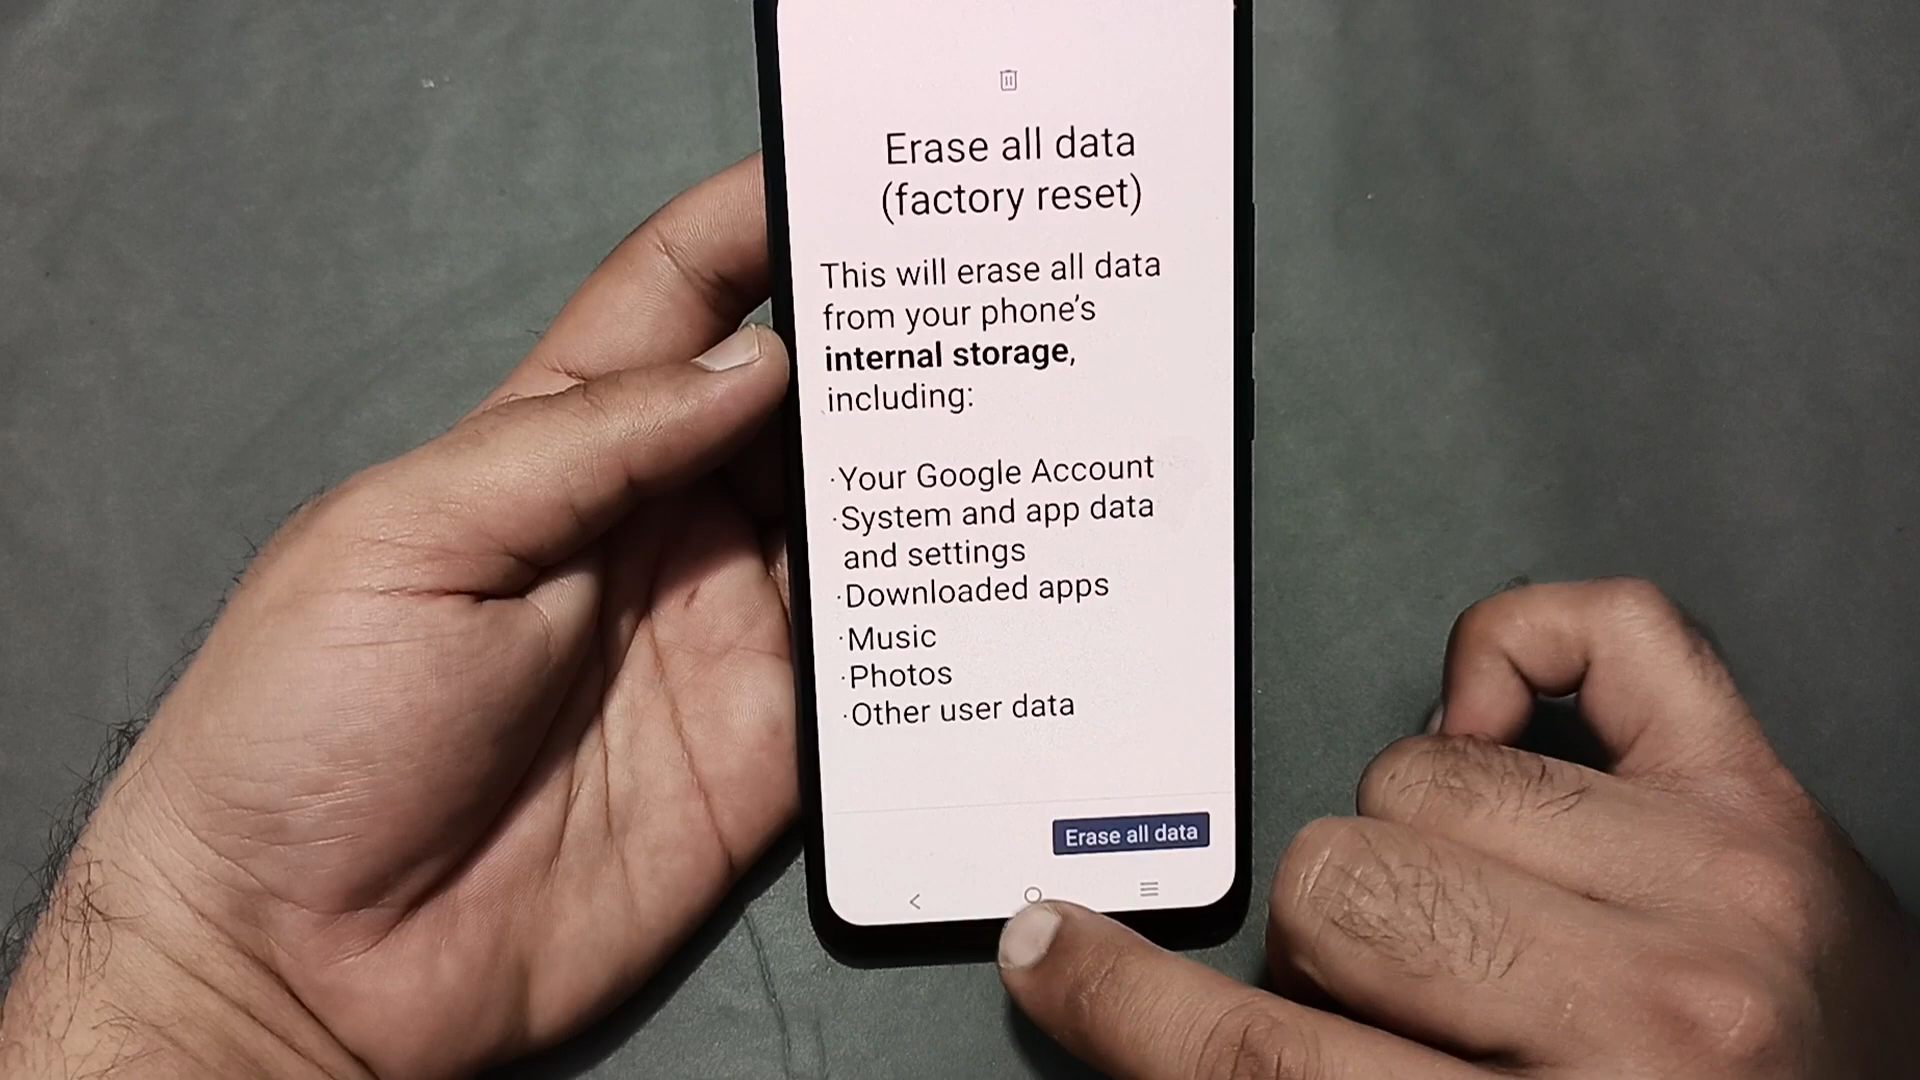 Erase all data
(factory reset)
This will erase all data
from your phone's
internal storage,
including:
·Your Google Account
·System and app data
and settings
·Downloaded apps
·Music
·Photos
·Other user data
Erase all data